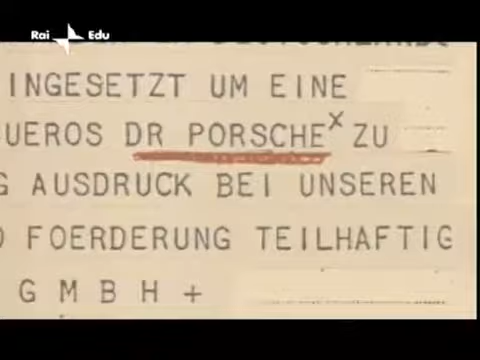 Rai Edu
INGESETZT UM EINE
UEROS DR PORSCHE x ZU
G AUSDRUCK BEI UNSEREN
FOERDERUNG TEILHAFTIG
G M B H +